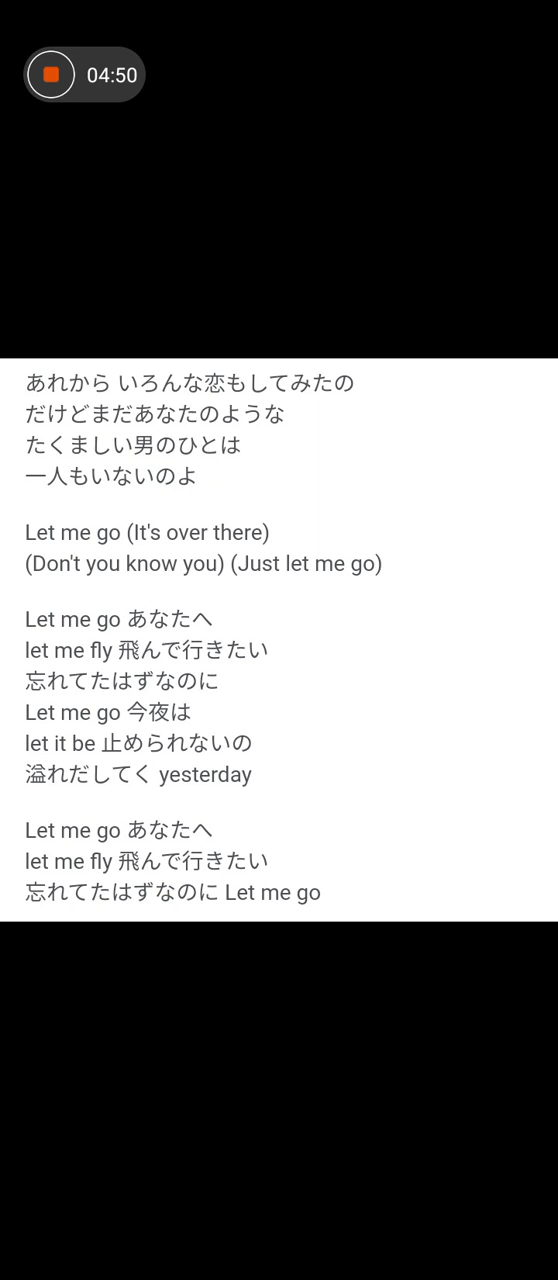 04:50
あれから いろんな恋もしてみたの
だけどまだあなたのような
たくましい男のひとは
一人もいないのよ
Let me go (It's over there)
(Don't you know you) (Just let me go)
Let me go あなたへ
let me fly 飛んで行きたい
忘れてたはずなのに
Let me go 今夜は
let it be 止められないの
溢れだしてく yesterday
Let me go あなたへ
let me fly 飛んで行きたい
忘れてたはずなのに Let me go